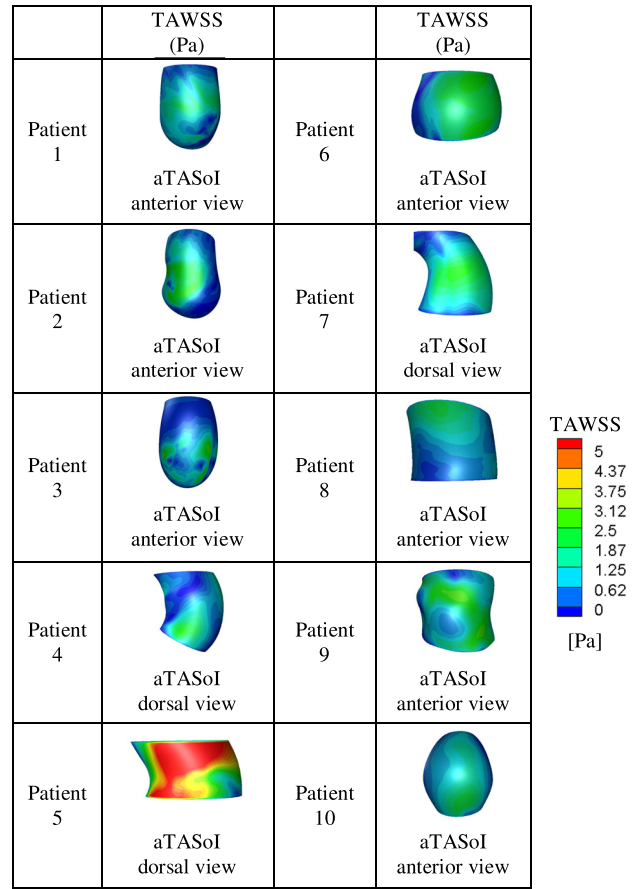 TAWSS
(Pa)
TAWSS
(Pa)
Patient
1
aTASoI
anterior view
Patient
6
aTASoI
anterior view
Patient
2
aTASoI
anterior view
Patient
7
aTASoI
dorsal view
Patient
3
aTASoI
anterior view
Patient
8
aTASoI
anterior view
Patient
4
aTASoI
dorsal view
Patient
9
aTASoI
anterior view
Patient
5
aTASoI
dorsal view
Patient
10
aTASoI
anterior view
TAWSS
5
4.37
3.75
3.12
2.5
1.87
1.25
0.62
0
[Pa]